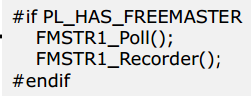 #if PL_HAS_FREEMASTER
FMSTR1_Poll();
FMSTR1_Recorder();
#endif